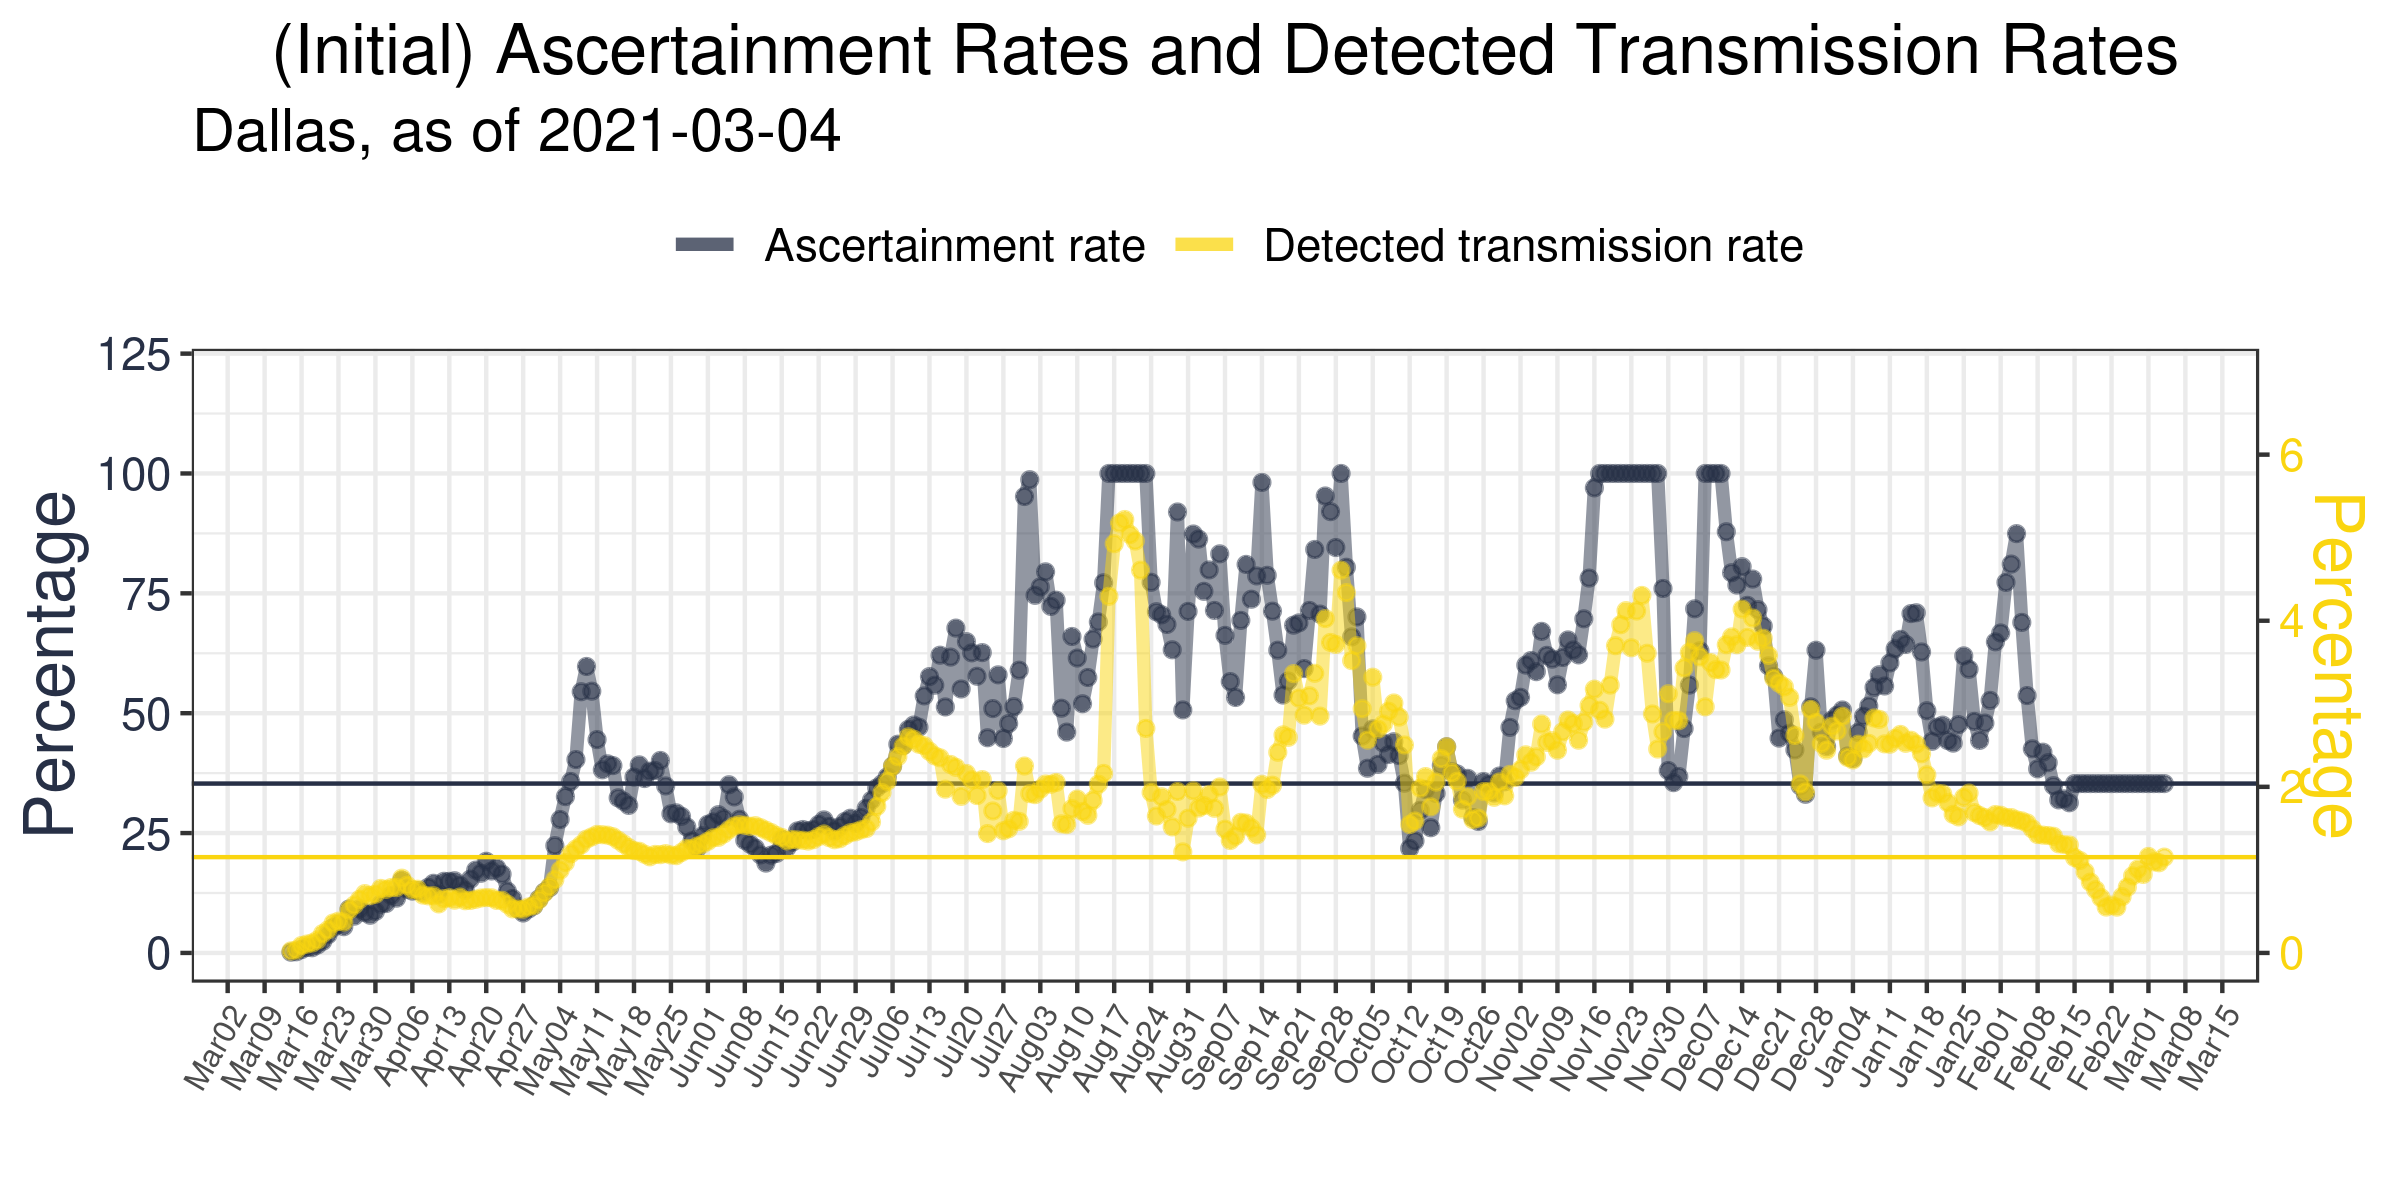 (Initial) Ascertainment Rates and Detected Transmission Rates
Dallas, as of 2021-03-04
Ascertainment rate
Detected transmission rate
Percentage
125
100
75
50
25
0
6
4
2
0
Percentage
Mar02
Mar09
Mar16
Mar23
Mar30
Apr06
Apr13
Apr20
Apr27
May04
May11
May18
May25
Jun01
Jun08
Jun15
Jun22
Jun29
Jul06
Jul13
Jul20
Jul27
Aug03
Aug10
Aug17
Aug24
Aug31
Sep07
Sep14
Sep21
Sep28
Oct05
Oct12
Oct19
Oct26
Nov02
Nov09
Nov16
Nov23
Nov30
Dec07
Dec14
Dec21
Dec28
Jan04
Jan11
Jan18
Jan25
Feb01
Feb08
Feb15
Feb22
Mar01
Mar08
Mar15